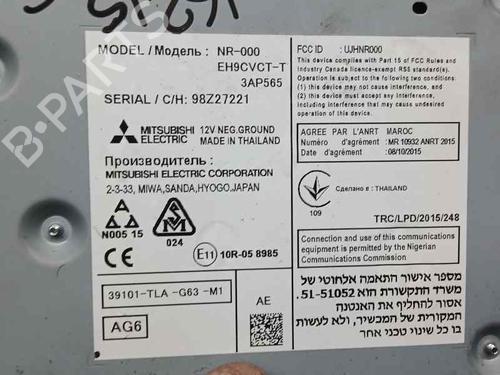 MODEL / Модель : NR-000
EH9CVCT-T
3AP565
SERIAL / С/Н: 98Z27221
MITSUBISHI ELECTRIC
12V NEG.GROUND
MADE IN THAILAND
Производитель :
MITSUBISHI ELECTRIC CORPORATION
2-3-33, MIWA,SANDA,HYOGO.JAPAN
N005 15
024
CE
E11 10R-05 8985
39101-TLA -G63 -M1
AE
AG6
FCC ID : UJHNR000
This device complies with Part 15 of FCC Rules and
Industry Canada licence-exempt RSS standard(s).
Operation is subject to the following two conditions:
(1) this device may not cause interference, and
(2) this device must accept any interference,
including interference that may cause undesired
operation of this device.
AGREE PAR L'ANRT MAROC
Numéro d'agrément : MR 10932 ANRT 2015
Date d'agrément : 08/10/2015
109
Сделано в : THAILAND
TRC/LPD/2015/248
Connection and use of this communications
equipment is permitted by the Nigerian
Communications Commission
מספר אישור התאמה אלחוטי של
משרד התקשורת הוא 51-51052.
אסור להחליף את האנטנה
המקורית של המכשיר, ולא לעשות
בו כל שינוי טכני אחר